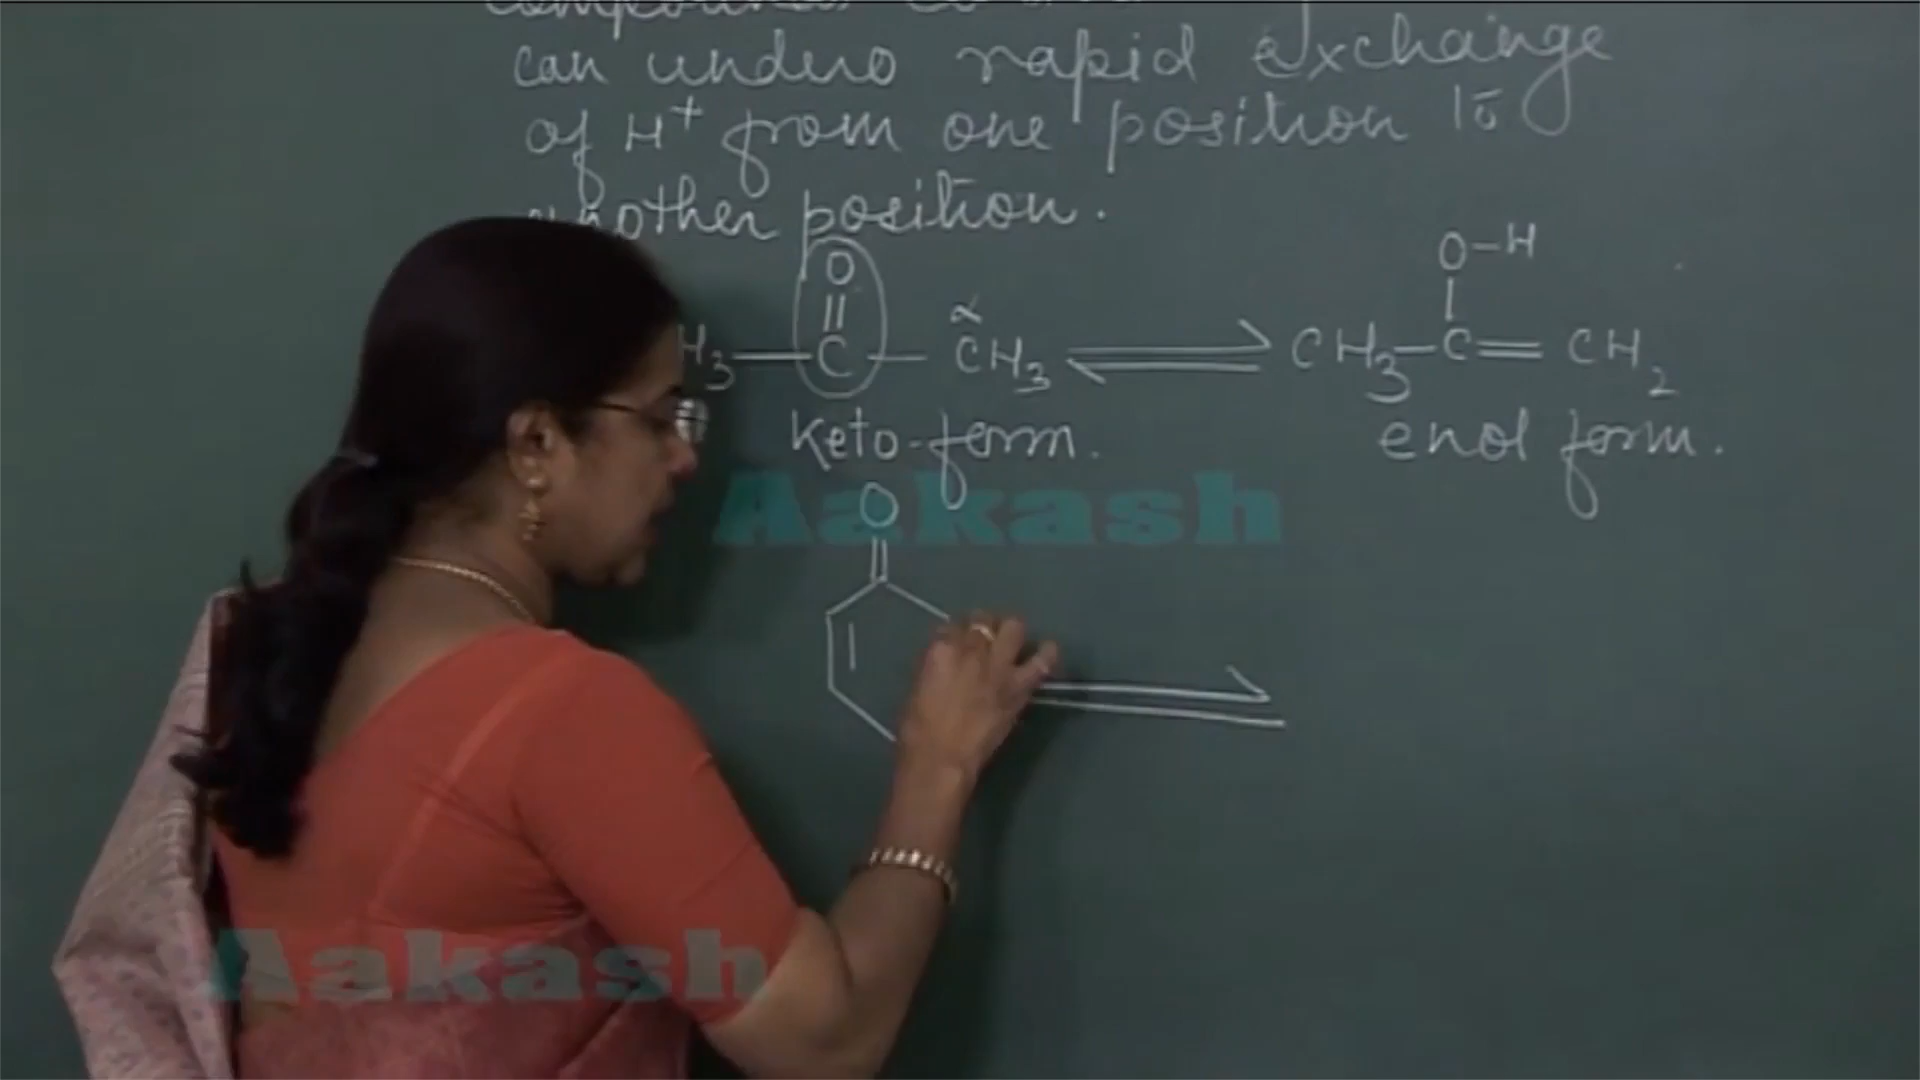 can undero rapid exchange
of H+ from one position to
another position.
O
O-H
α
H3 — C — CH3 ⇌ CH3 — C = CH2
keto-form. enol form.
O
Aakash
Aakash